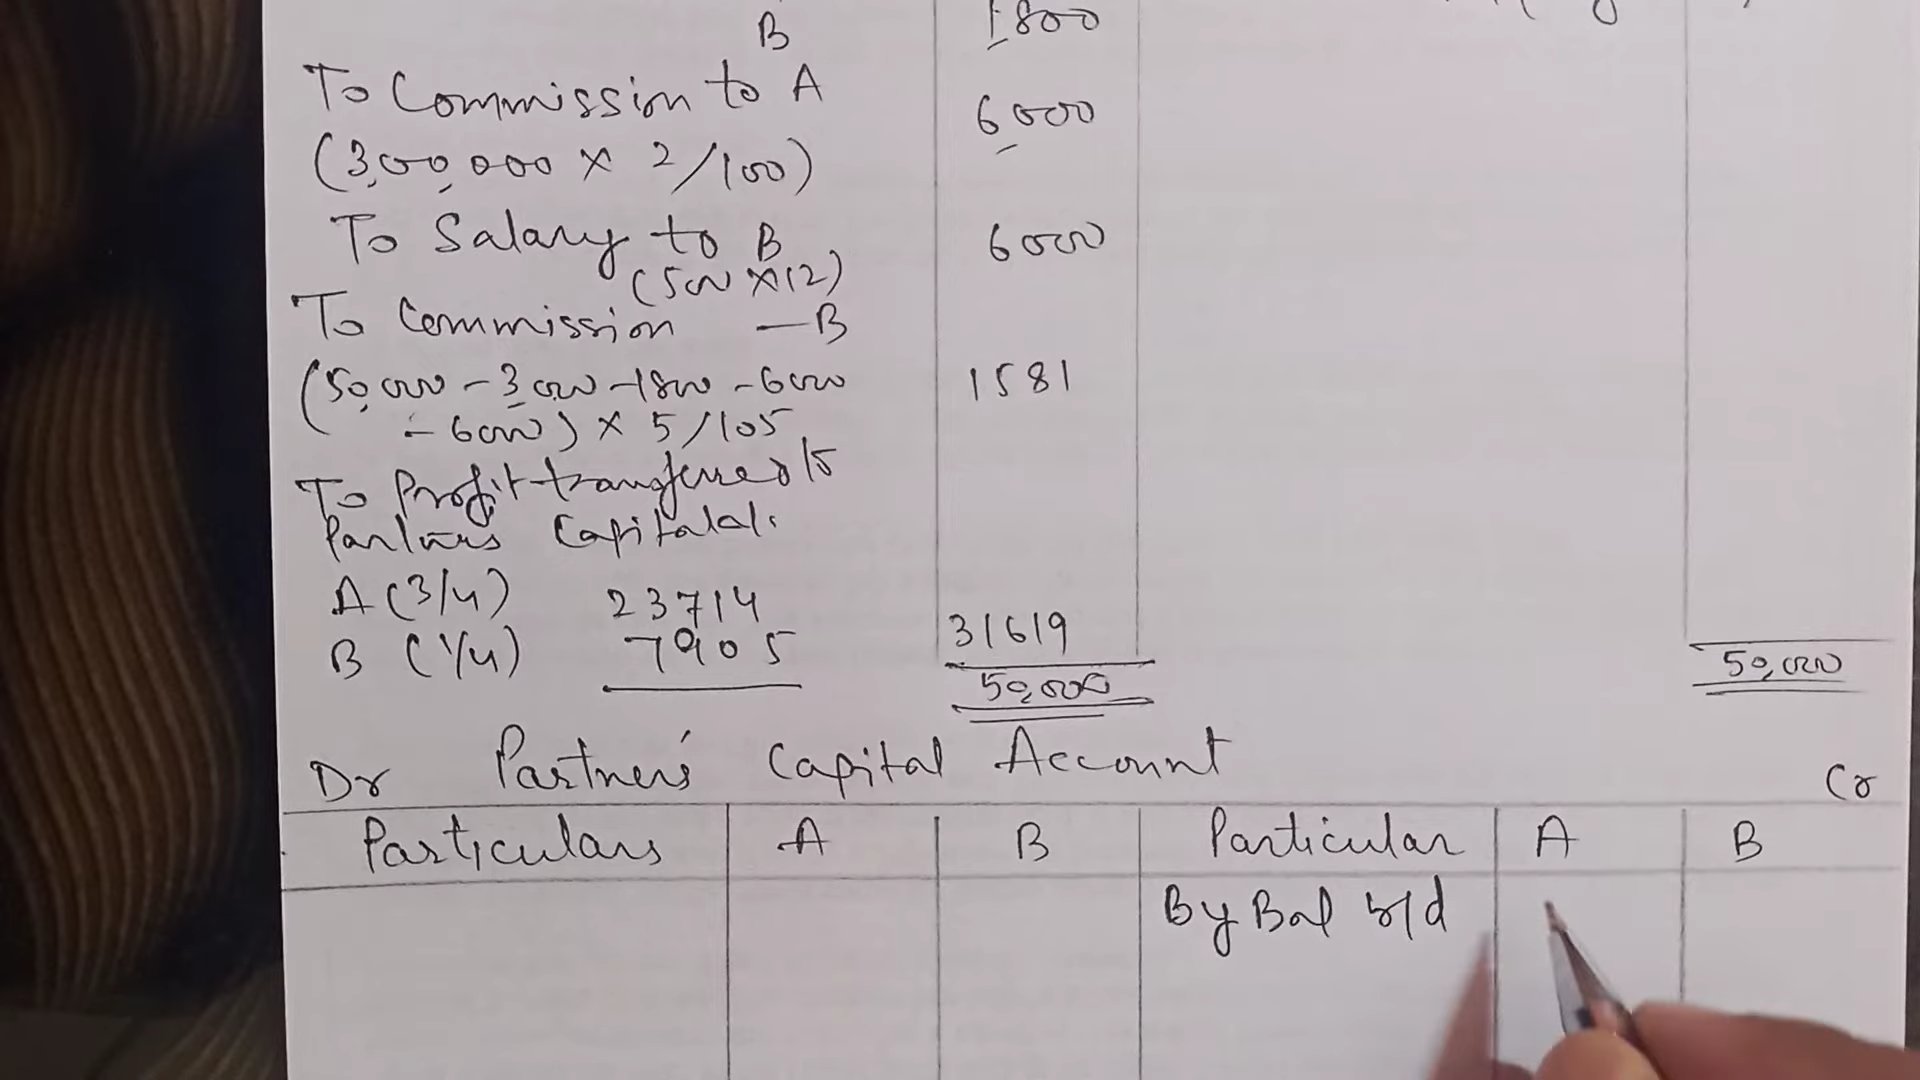 B 1800
To Commission to A 6000
(3,00,000 X 2/100)
To Salary to B 6000
(500 X12)
To Commission — B
(50,000 - 3000 - 1800 - 6000 1581
- 6000) X 5/105
To Profit transferred to
Partners Capital a/c
A (3/4) 23714
B (1/4) 7905 31619
50,000 50,000
Dr Partner's Capital Account Cr
Particulars A B Particular A B
By Bal b/d